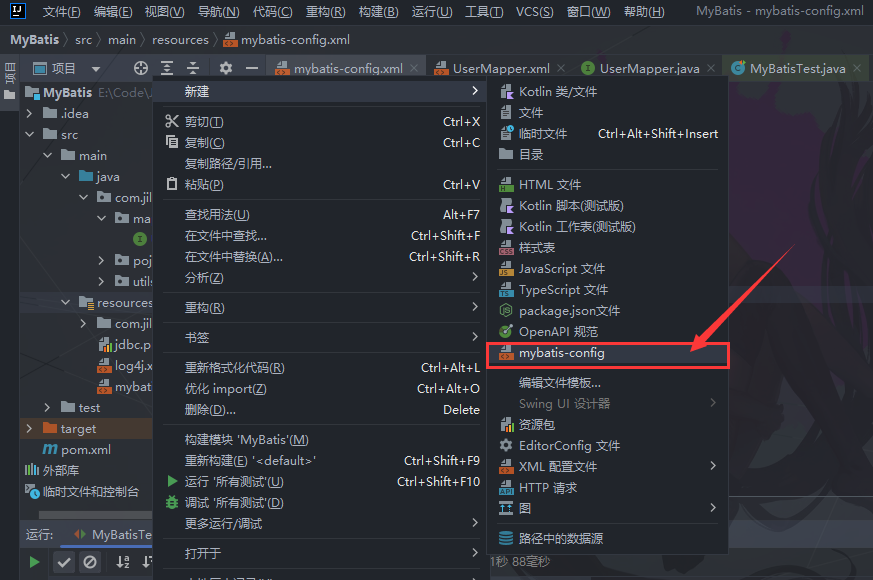 文件(F) 编辑(E) 视图(V) 导航(N) 代码(C) 重构(R) 构建(B) 运行(U) 工具(T) VCS(S) 窗口(W) 帮助(H) MyBatis - mybatis-config.xml
MyBatis src main resources mybatis-config.xml
项目
项目 mybatis-config.xml UserMapper.xml UserMapper.java MyBatisTest.java
MyBatis E:\Code\
.idea
src
main
java
com.jil
ma
poj
utils
resources
com.jil
jdbc.p
log4j.x
mybat
test
target
pom.xml
外部库
临时文件和控制台
运行: MyBatisTe
新建
剪切(T) Ctrl+X
复制(C) Ctrl+C
复制路径/引用...
粘贴(P) Ctrl+V
查找用法(U) Alt+F7
在文件中查找... Ctrl+Shift+F
在文件中替换(A)... Ctrl+Shift+R
分析(Z)
重构(R)
书签
重新格式化代码(R) Ctrl+Alt+L
优化 import(Z) Ctrl+Alt+O
删除(D)... Delete
构建模块 'MyBatis'(M)
重新构建(E) '<default>' Ctrl+Shift+F9
运行 '所有测试'(U) Ctrl+Shift+F10
调试 '所有测试'(D)
更多运行/调试
打开于
Kotlin 类/文件
文件
临时文件 Ctrl+Alt+Shift+Insert
目录
HTML 文件
Kotlin 脚本(测试版)
Kotlin 工作表(测试版)
样式表
JavaScript 文件
TypeScript 文件
package.json文件
OpenAPI 规范
mybatis-config
编辑文件模板...
Swing UI 设计器
资源包
EditorConfig 文件
XML 配置文件
HTTP 请求
图
路径中的数据源
1秒 88毫秒